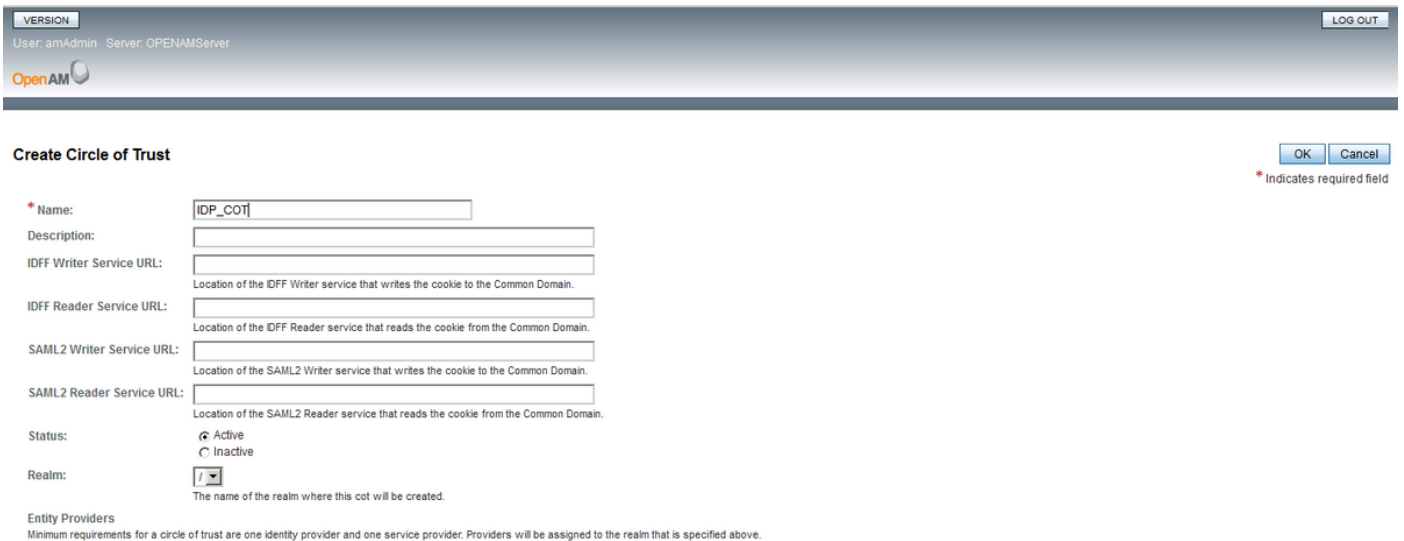 VERSION LOG OUT
User: amAdmin Server: OPENAMServer
OpenAM
Create Circle of Trust OK Cancel
* Indicates required field
* Name: IDP_COT
Description:
IDFF Writer Service URL:
Location of the IDFF Writer service that writes the cookie to the Common Domain.
IDFF Reader Service URL:
Location of the IDFF Reader service that reads the cookie from the Common Domain.
SAML2 Writer Service URL:
Location of the SAML2 Writer service that writes the cookie to the Common Domain.
SAML2 Reader Service URL:
Location of the SAML2 Reader service that reads the cookie from the Common Domain.
Status: Active
Inactive
Realm: /
The name of the realm where this cot will be created.
Entity Providers
Minimum requirements for a circle of trust are one identity provider and one service provider. Providers will be assigned to the realm that is specified above.